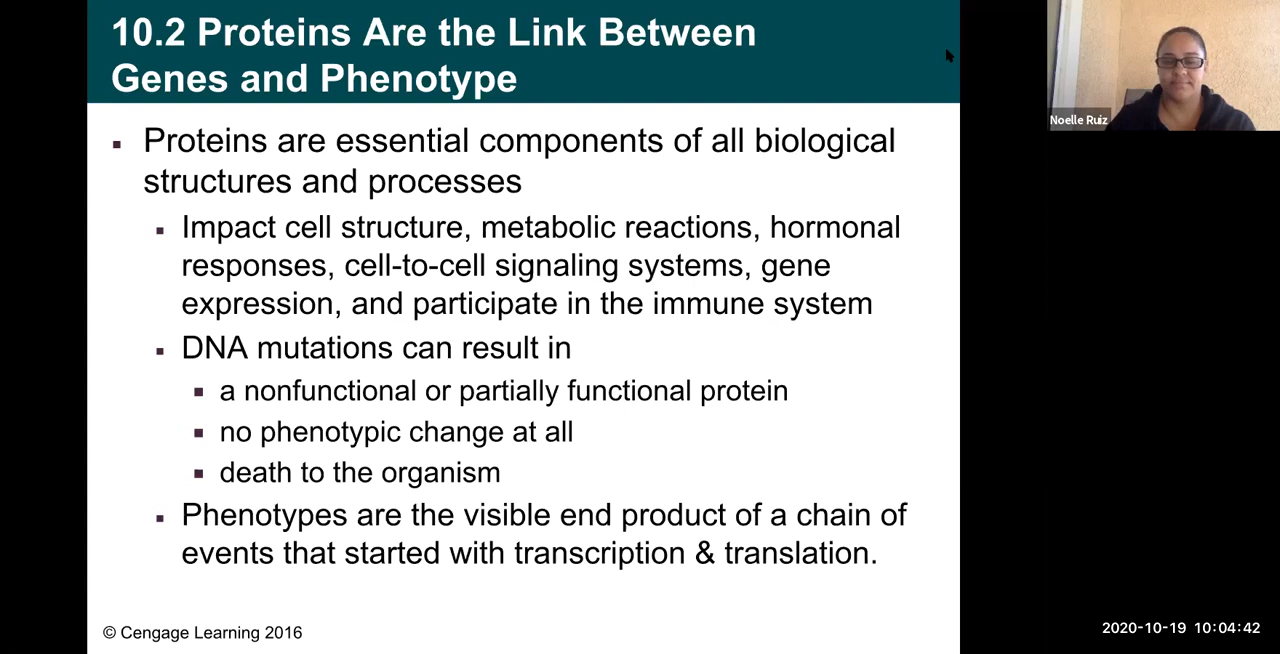 10.2 Proteins Are the Link Between
Genes and Phenotype
Proteins are essential components of all biological
structures and processes
Impact cell structure, metabolic reactions, hormonal
responses, cell-to-cell signaling systems, gene
expression, and participate in the immune system
DNA mutations can result in
a nonfunctional or partially functional protein
no phenotypic change at all
death to the organism
Phenotypes are the visible end product of a chain of
events that started with transcription & translation.
© Cengage Learning 2016
Noelle Ruiz
2020-10-19 10:04:42